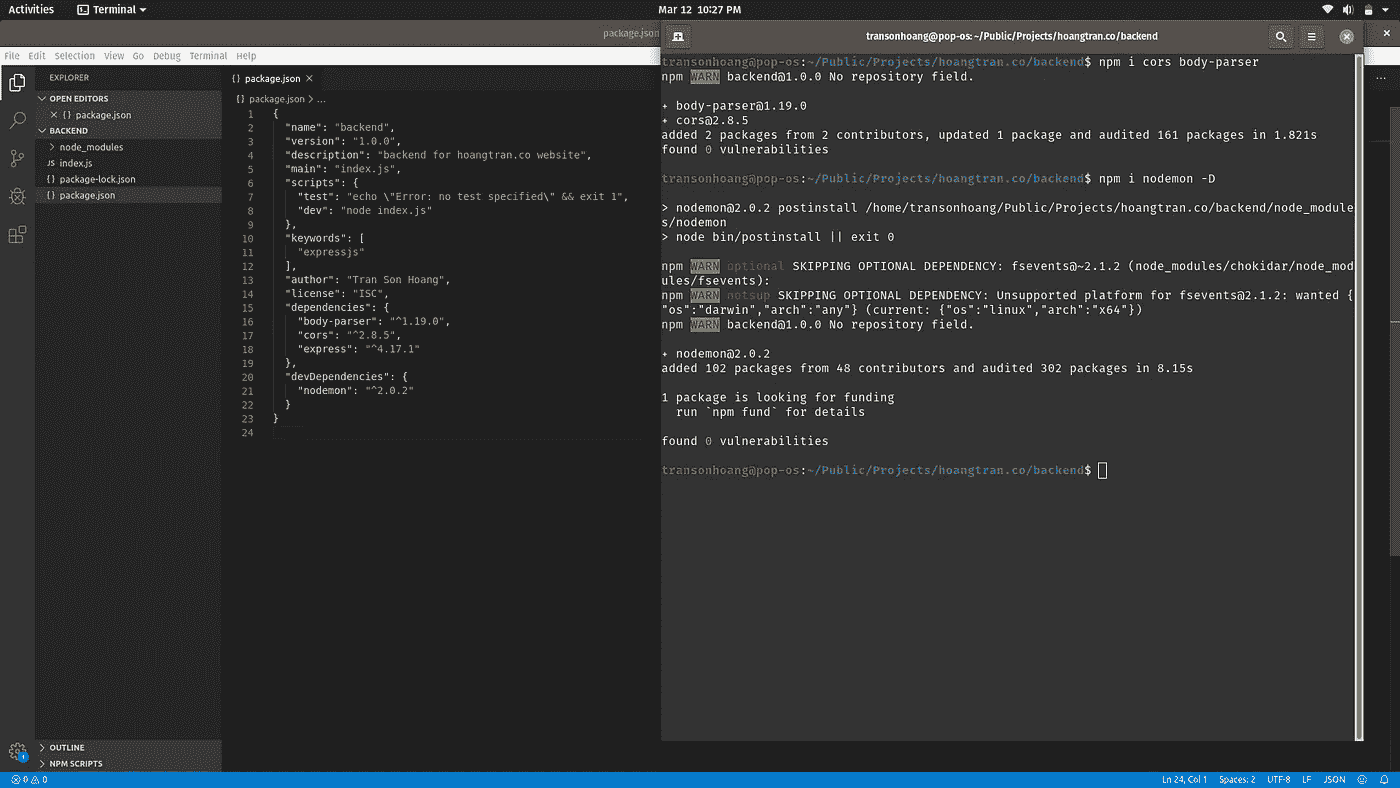 Activities
Terminal
Mar 12 10:27 PM
package.json
transonhoang@pop-os: ~/Public/Projects/hoangtran.co/backend
File Edit Selection View Go Debug Terminal Help
EXPLORER
OPEN EDITORS
{} package.json
BACKEND
node_modules
JS index.js
{} package-lock.json
{} package.json
OUTLINE
NPM SCRIPTS
{} package.json
{} package.json > ...
1 {
2 "name": "backend",
3 "version": "1.0.0",
4 "description": "backend for hoangtran.co website",
5 "main": "index.js",
6 "scripts": {
7 "test": "echo \"Error: no test specified\" && exit 1",
8 "dev": "node index.js"
9 },
10 "keywords": [
11 "expressjs"
12 ],
13 "author": "Tran Son Hoang",
14 "license": "ISC",
15 "dependencies": {
16 "body-parser": "^1.19.0",
17 "cors": "^2.8.5",
18 "express": "^4.17.1"
19 },
20 "devDependencies": {
21 "nodemon": "^2.0.2"
22 }
23 }
24
transonhoang@pop-os:~/Public/Projects/hoangtran.co/backend$ npm i cors body-parser
npm WARN backend@1.0.0 No repository field.
+ body-parser@1.19.0
+ cors@2.8.5
added 2 packages from 2 contributors, updated 1 package and audited 161 packages in 1.821s
found 0 vulnerabilities
transonhoang@pop-os:~/Public/Projects/hoangtran.co/backend$ npm i nodemon -D
> nodemon@2.0.2 postinstall /home/transonhoang/Public/Projects/hoangtran.co/backend/node_module
s/nodemon
> node bin/postinstall || exit 0
npm WARN optional SKIPPING OPTIONAL DEPENDENCY: fsevents@~2.1.2 (node_modules/chokidar/node_mod
ules/fsevents):
npm WARN notsup SKIPPING OPTIONAL DEPENDENCY: Unsupported platform for fsevents@2.1.2: wanted {
"os":"darwin","arch":"any"} (current: {"os":"linux","arch":"x64"})
npm WARN backend@1.0.0 No repository field.
+ nodemon@2.0.2
added 102 packages from 48 contributors and audited 302 packages in 8.15s
1 package is looking for funding
run `npm fund` for details
found 0 vulnerabilities
transonhoang@pop-os:~/Public/Projects/hoangtran.co/backend$
1
0 0
Ln 24, Col 1 Spaces: 2 UTF-8 LF JSON